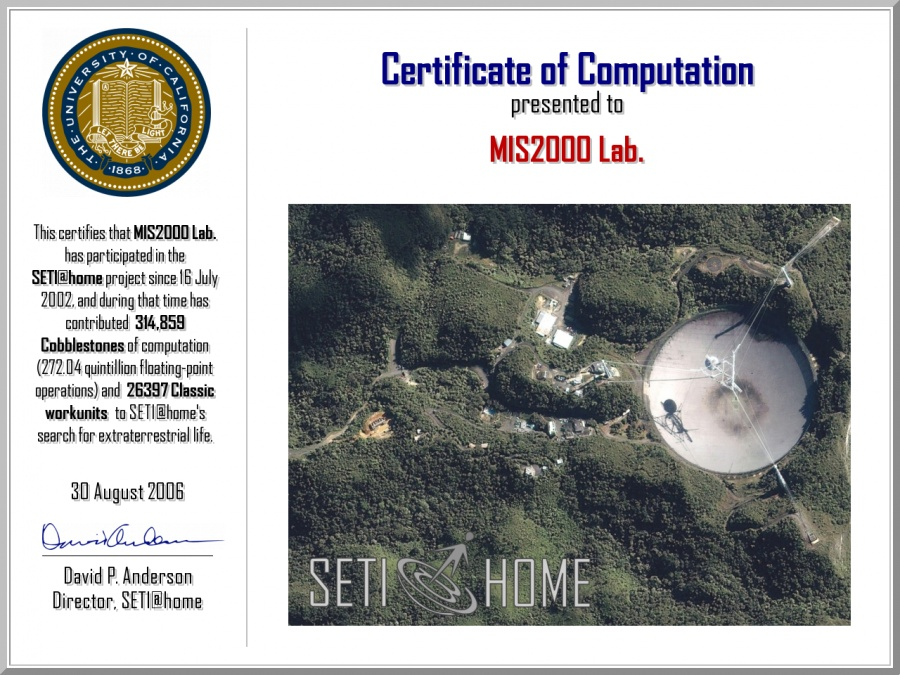 THE·UNIVERSITY·OF·CALIFORNIA·
LET THERE BE LIGHT
·1868·
This certifies that MIS2000 Lab.
has participated in the
SETI@home project since 16 July
2002, and during that time has
contributed 314,859
Cobblestones of computation
(272.04 quintillion floating-point
operations) and 26397 Classic
workunits to SETI@home's
search for extraterrestrial life.
30 August 2006
David P. Anderson
Director, SETI@home
Certificate of Computation
presented to
MIS2000 Lab.
SETI@HOME